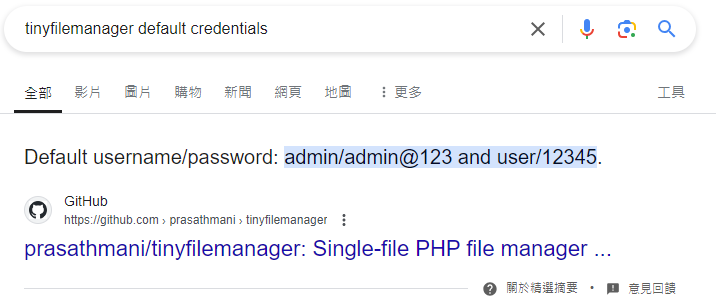 tinyfilemanager default credentials
全部 影片 圖片 購物 新聞 網頁 地圖 更多 工具
Default username/password: admin/admin@123 and user/12345.
GitHub
https://github.com › prasathmani › tinyfilemanager
prasathmani/tinyfilemanager: Single-file PHP file manager ...
關於精選摘要 • 意見回饋